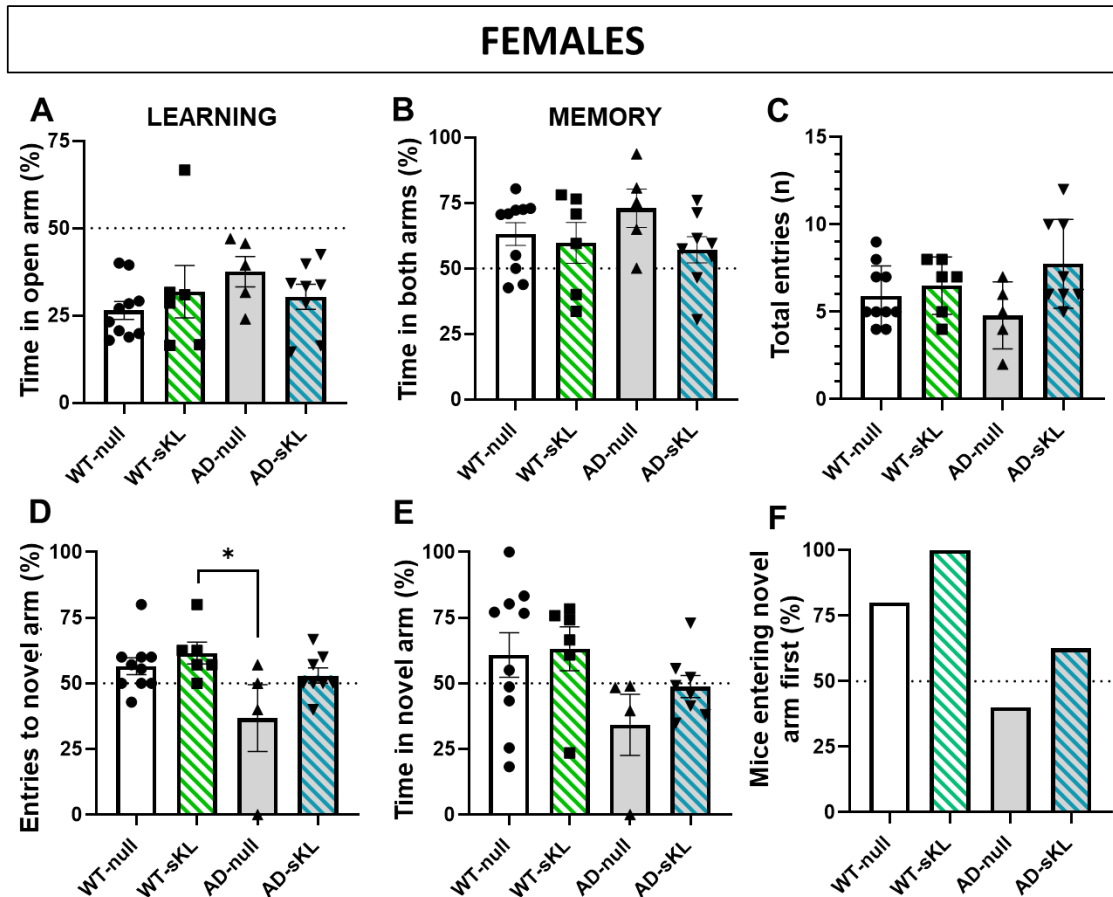 FEMALES
A
LEARNING
Time in open arm (%)
75
50
25
0
WT-null
WT-sKL
AD-null
AD-sKL
B
MEMORY
Time in both arms (%)
100
75
50
25
0
WT-null
WT-sKL
AD-null
AD-sKL
C
Total entries (n)
15
10
5
0
WT-null
WT-sKL
AD-null
AD-sKL
D
Entries to novel arm (%)
100
75
50
25
0
*
WT-null
WT-sKL
AD-null
AD-sKL
E
Time in novel arm (%)
100
75
50
25
0
WT-null
WT-sKL
AD-null
AD-sKL
F
Mice entering novel
arm first (%)
100
75
50
25
0
WT-null
WT-sKL
AD-null
AD-sKL